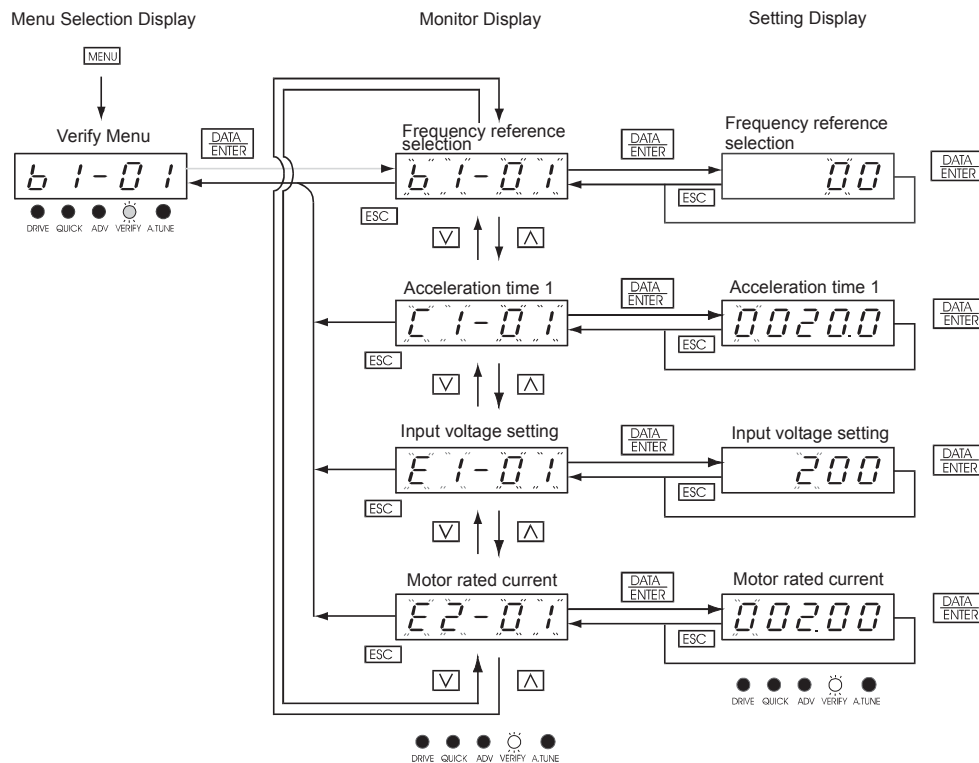 Menu Selection Display
Monitor Display
Setting Display
MENU
Verify Menu
DATA
ENTER
b1-01
DRIVE QUICK ADV VERIFY A.TUNE
Frequency reference
selection
b1-01
ESC
DATA
ENTER
ESC
Frequency reference
selection
00
DATA
ENTER
∨ ∧
Acceleration time 1
C1-01
ESC
DATA
ENTER
ESC
Acceleration time 1
0020.0
DATA
ENTER
∨ ∧
Input voltage setting
E1-01
ESC
DATA
ENTER
ESC
Input voltage setting
200
DATA
ENTER
∨ ∧
Motor rated current
E2-01
ESC
DATA
ENTER
ESC
Motor rated current
002.00
DATA
ENTER
∨ ∧
DRIVE QUICK ADV VERIFY A.TUNE
DRIVE QUICK ADV VERIFY A.TUNE